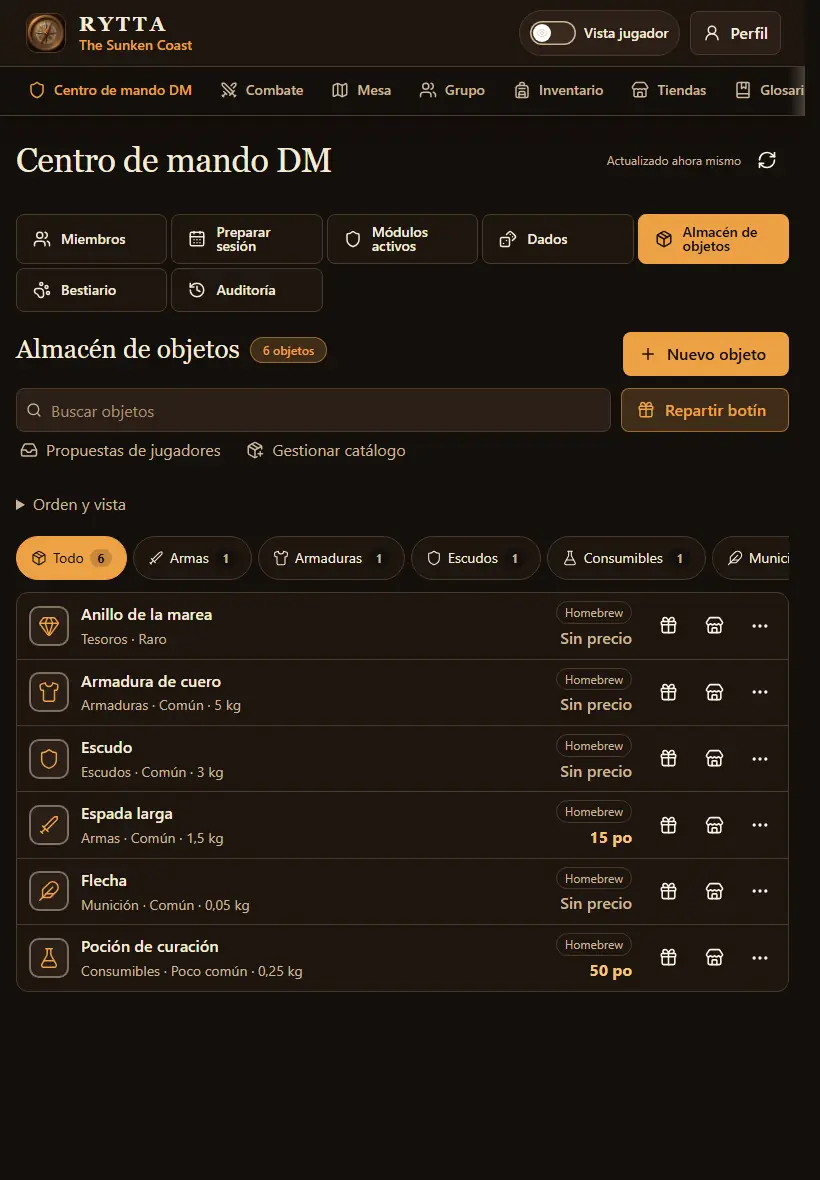 RYTTA
The Sunken Coast
Vista jugador
Perfil
Centro de mando DM
Combate
Mesa
Grupo
Inventario
Tiendas
Glosari
Centro de mando DM
Actualizado ahora mismo
Miembros
Preparar
sesión
Módulos
activos
Dados
Almacén de
objetos
Bestiario
Auditoría
Almacén de objetos
6 objetos
Nuevo objeto
Buscar objetos
Repartir botín
Propuestas de jugadores
Gestionar catálogo
Orden y vista
Todo 6
Armas 1
Armaduras 1
Escudos 1
Consumibles 1
Munici
Anillo de la marea
Tesoros · Raro
Homebrew
Sin precio
Armadura de cuero
Armaduras · Común · 5 kg
Homebrew
Sin precio
Escudo
Escudos · Común · 3 kg
Homebrew
Sin precio
Espada larga
Armas · Común · 1,5 kg
Homebrew
15 po
Flecha
Munición · Común · 0,05 kg
Homebrew
Sin precio
Poción de curación
Consumibles · Poco común · 0,25 kg
Homebrew
50 po